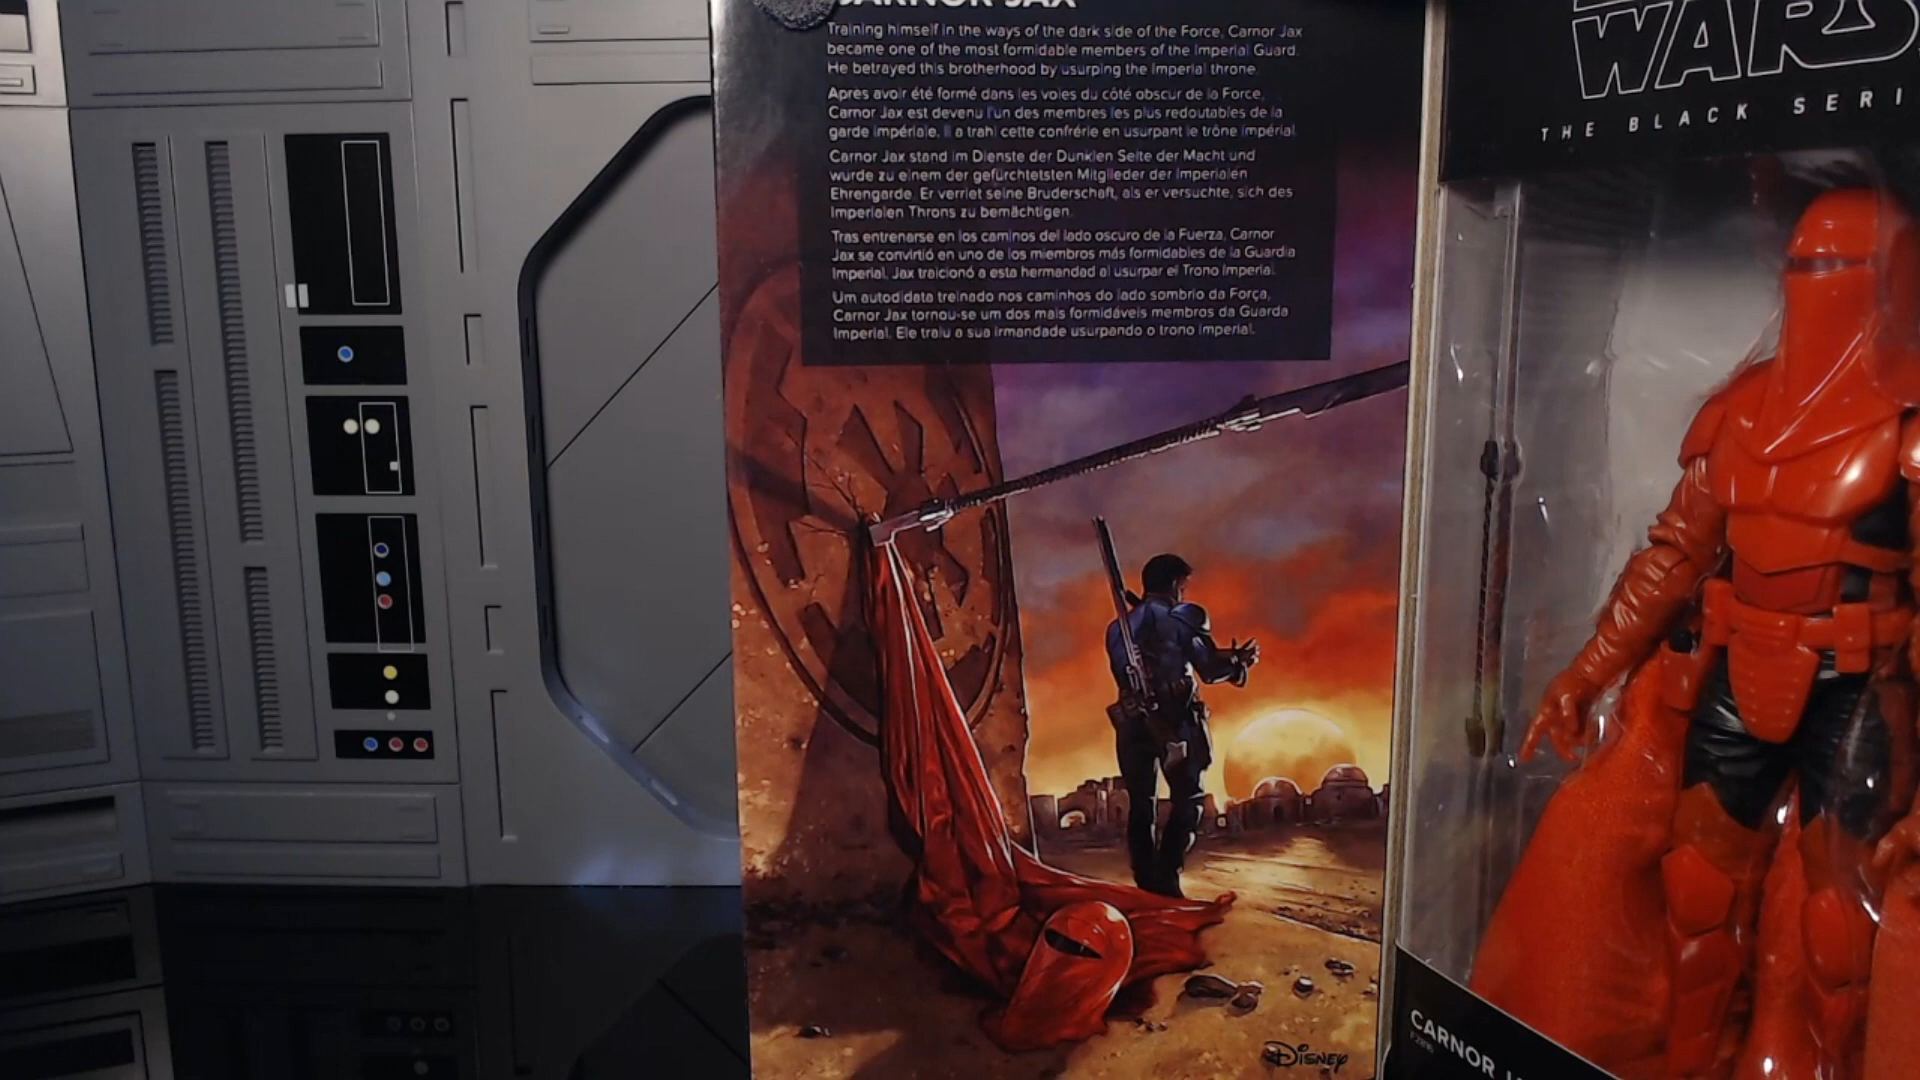 CARNOR JAX
Training himself in the ways of the dark side of the Force, Carnor Jax
became one of the most formidable members of the Imperial Guard.
He betrayed this brotherhood by usurping the Imperial throne.
Après avoir été formé dans les voies du côté obscur de la Force,
Carnor Jax est devenu l'un des membres les plus redoutables de la
garde impériale. Il a trahi cette confrérie en usurpant le trône impérial.
Carnor Jax stand im Dienste der Dunklen Seite der Macht und
wurde zu einem der gefürchtetsten Mitglieder der Imperialen
Ehrengarde. Er verriet seine Bruderschaft, als er versuchte, sich des
Imperialen Throns zu bemächtigen.
Tras entrenarse en los caminos del lado oscuro de la Fuerza, Carnor
Jax se convirtió en uno de los miembros más formidables de la Guardia
Imperial. Jax traicionó a esta hermandad al usurpar el Trono Imperial.
Um autodidata treinado nos caminhos do lado sombrio da Força,
Carnor Jax tornou-se um dos mais formidáveis membros da Guarda
Imperial. Ele traiu a sua irmandade usurpando o trono imperial.
Disney
WARS
THE BLACK SERI
CARNOR